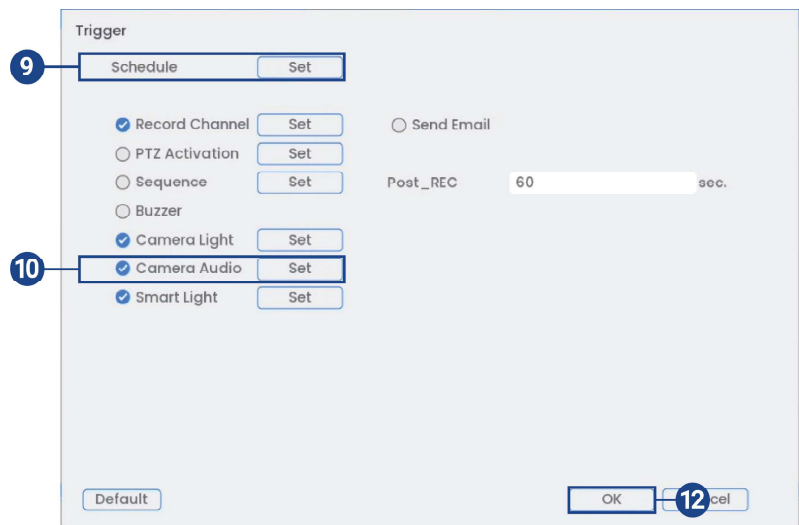 Trigger
9 Schedule Set
Record Channel Set Send Email
PTZ Activation Set
Sequence Set Post_REC 60 sec.
Buzzer
Camera Light Set
10 Camera Audio Set
Smart Light Set
Default OK 12 cel